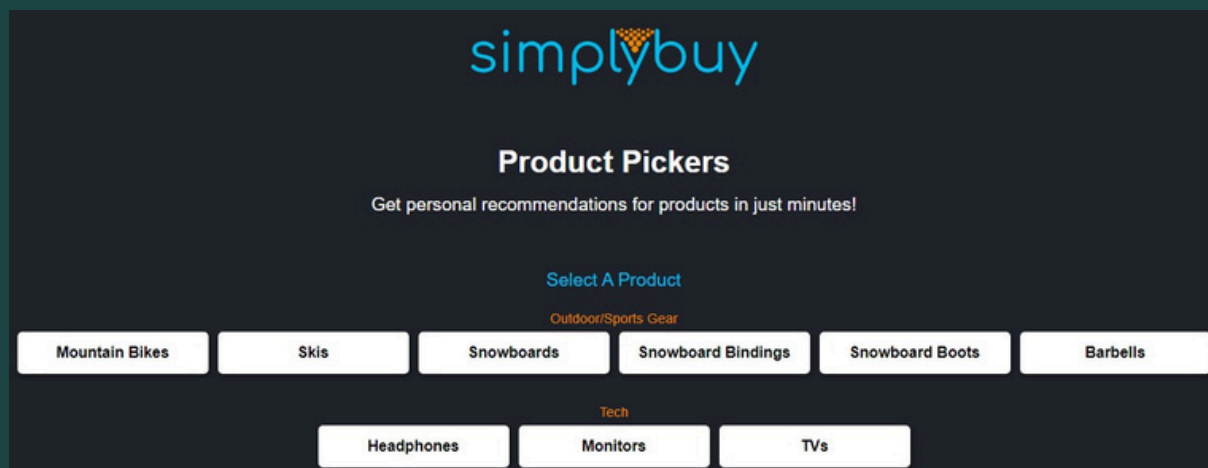 simplybuy
Product Pickers
Get personal recommendations for products in just minutes!
Select A Product
Outdoor/Sports Gear
Mountain Bikes Skis Snowboards Snowboard Bindings Snowboard Boots Barbells
Tech
Headphones Monitors TVs